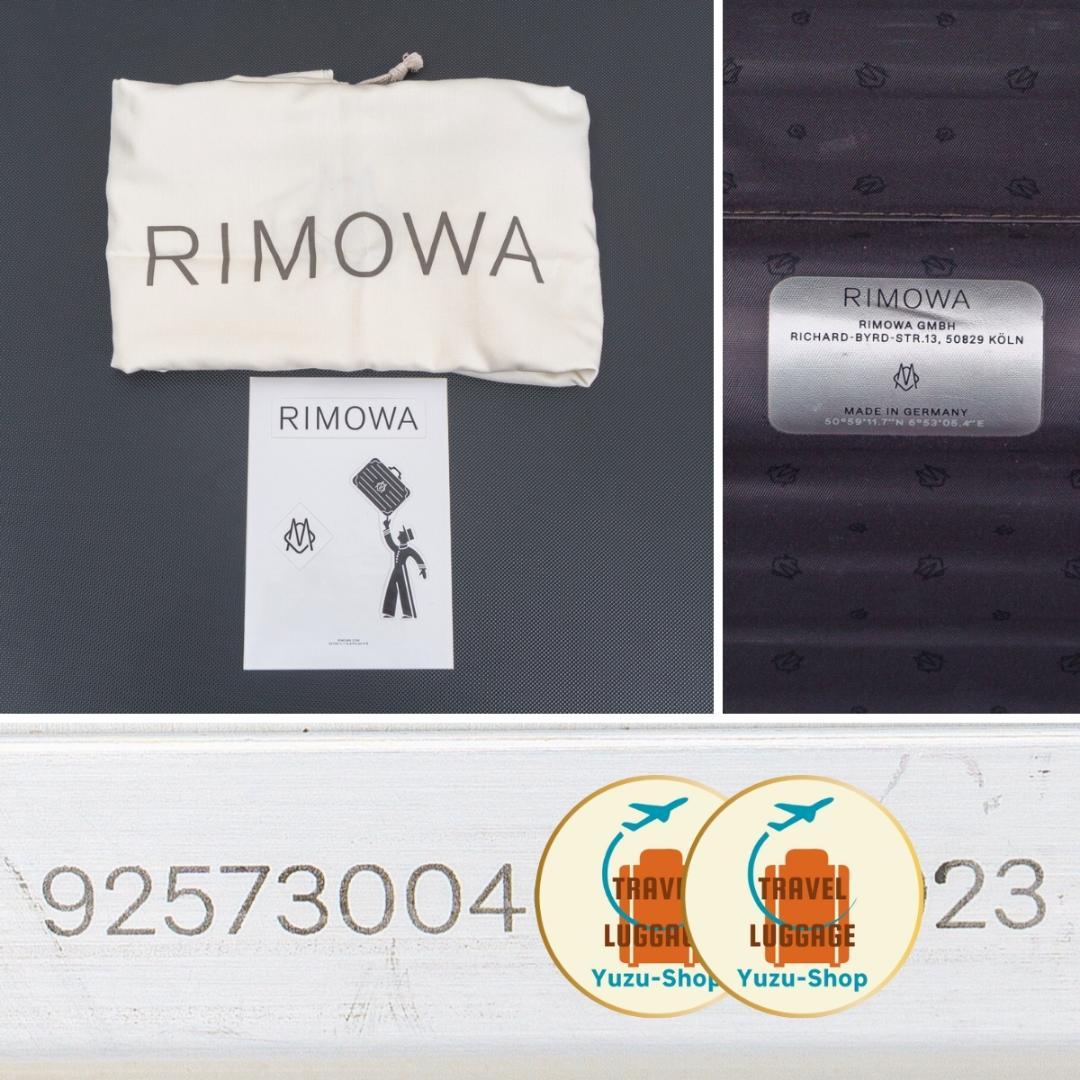 RIMOWA
RIMOWA
RIMOWA
RIMOWA GMBH
RICHARD-BYRD-STR.13, 50829 KÖLN
MADE IN GERMANY
50°59'11.7"N 6°53'05.4"E
92573004
23
TRAVEL
LUGGAGE
Yuzu-Shop
TRAVEL
LUGGAGE
Yuzu-Shop